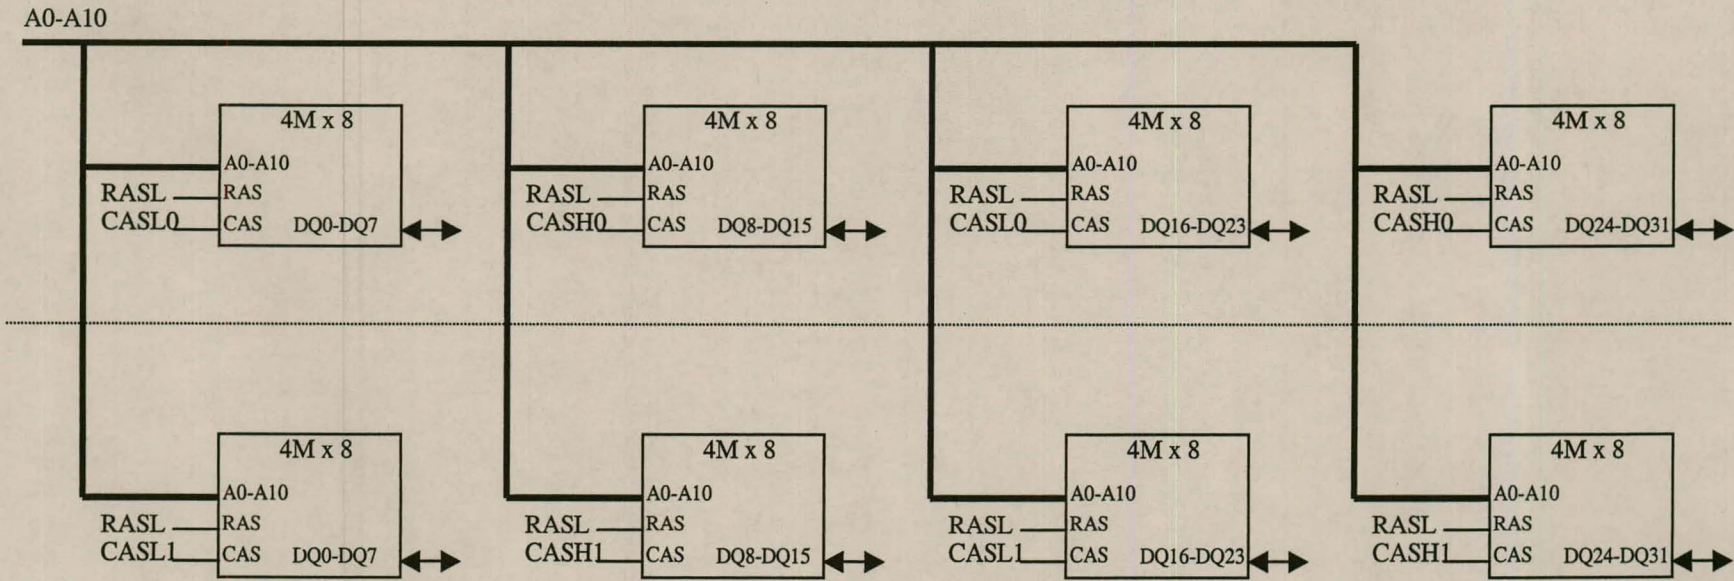 A0-A10
4M x 8
A0-A10
RASL RAS
CASL0 CAS DQ0-DQ7
4M x 8
A0-A10
RASL RAS
CASH0 CAS DQ8-DQ15
4M x 8
A0-A10
RASL RAS
CASL0 CAS DQ16-DQ23
4M x 8
A0-A10
RASL RAS
CASH0 CAS DQ24-DQ31
4M x 8
A0-A10
RASL RAS
CASL1 CAS DQ0-DQ7
4M x 8
A0-A10
RASL RAS
CASH1 CAS DQ8-DQ15
4M x 8
A0-A10
RASL RAS
CASL1 CAS DQ16-DQ23
4M x 8
A0-A10
RASL RAS
CASH1 CAS DQ24-DQ31